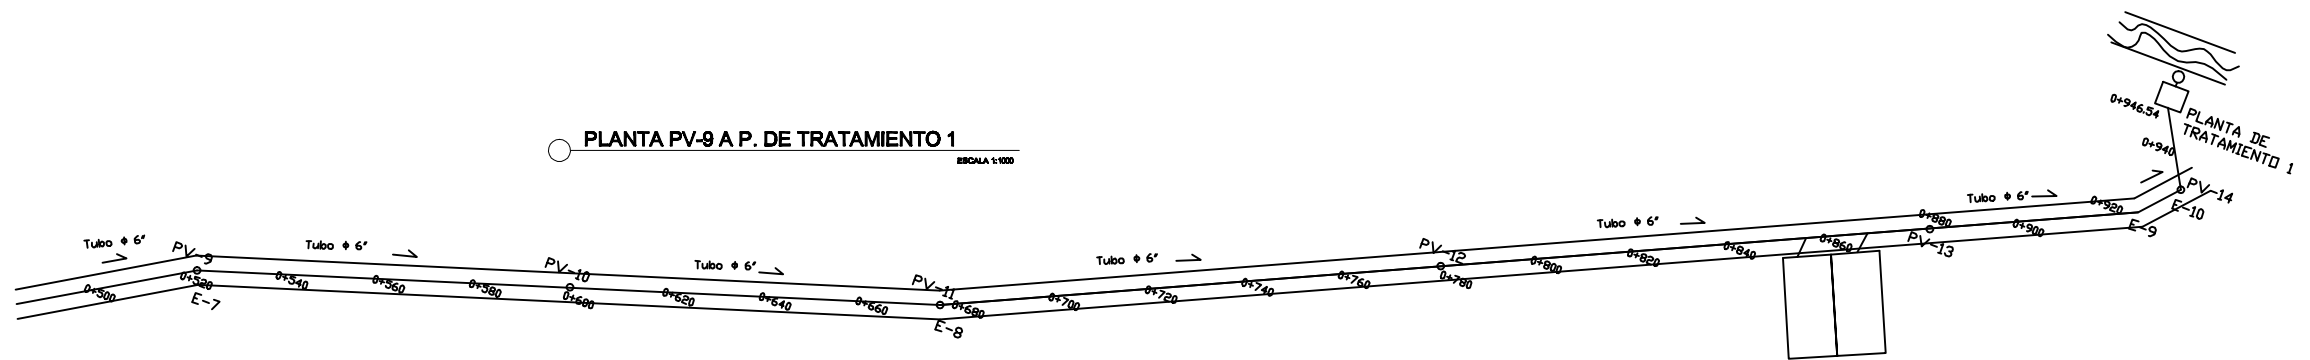 PLANTA PV-9 A P. DE TRATAMIENTO 1
ESCALA 1:1000
0+946.54
PLANTA DE
TRATAMIENTO 1
0+940
PV-14
E-10
E-9
Tubo φ 6"
Tubo φ 6"
Tubo φ 6"
Tubo φ 6"
Tubo φ 6"
Tubo φ 6"
PV-9
PV-10
PV-11
PV-12
PV-13
0+500
0+520
0+540
0+560
0+580
0+600
0+620
0+640
0+660
0+680
0+700
0+720
0+740
0+760
0+780
0+800
0+820
0+840
0+860
0+880
0+900
0+920
E-7
E-8